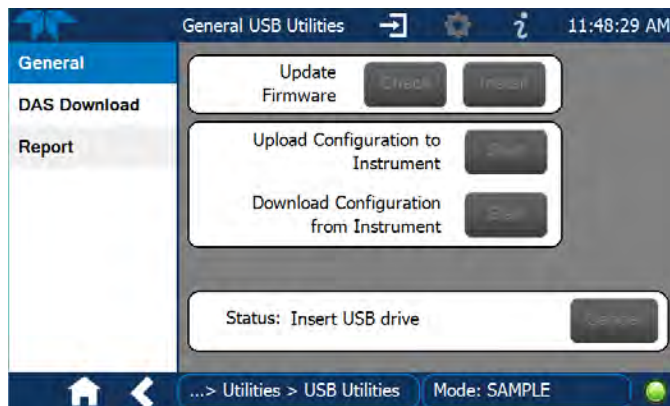 General USB Utilities
11:48:29 AM
General
DAS Download
Report
Update
Firmware
Check
Install
Upload Configuration to
Instrument
Start
Download Configuration
from Instrument
Start
Status: Insert USB drive
Cancel
...> Utilities > USB Utilities
Mode: SAMPLE